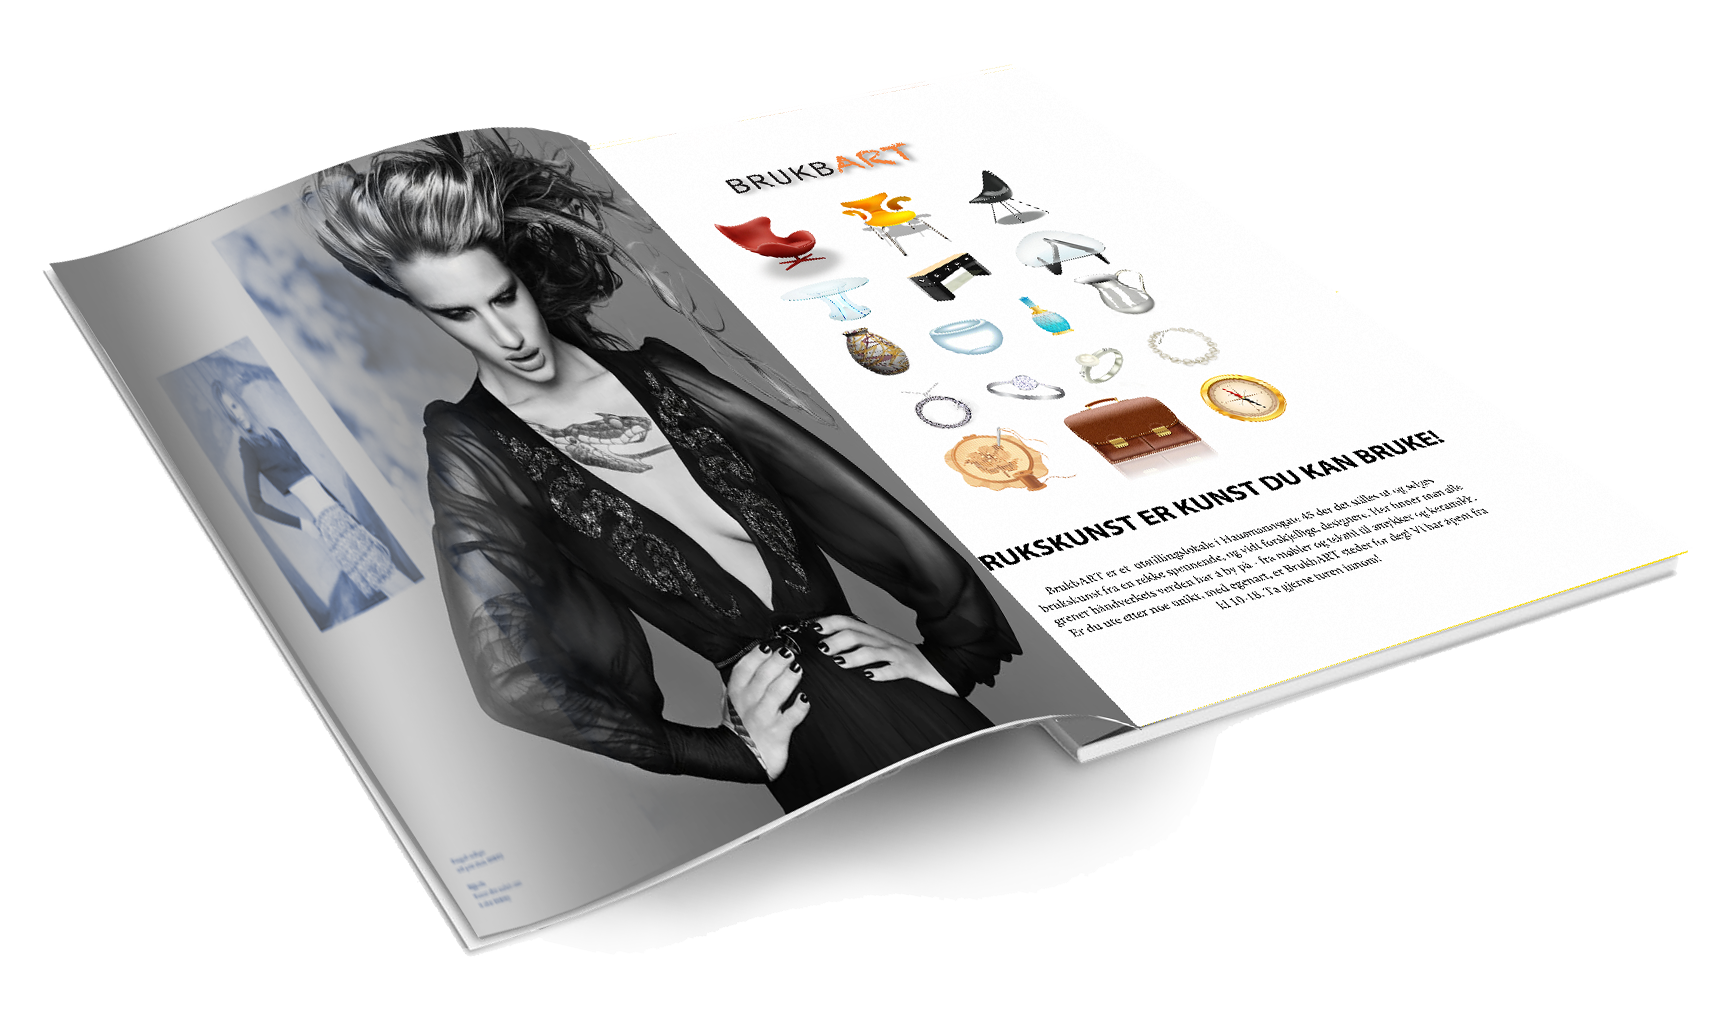 BRUKBART
RUKSKUNST ER KUNST DU KAN BRUKE!
BrukbART er et utstillingslokale i Hausmannsgate 45 der det stilles ut og selges
brukskunst fra en rekke spennende, og vidt forskjellige, designere. Her finner man alle
grener håndverkets verden har å by på - fra møbler og tekstil til smykker og keramikk.
Er du ute etter noe unikt, med egenart, er BrukbART stedet for deg! Vi har åpent fra
kl 10-18. Ta gjerne turen innom!